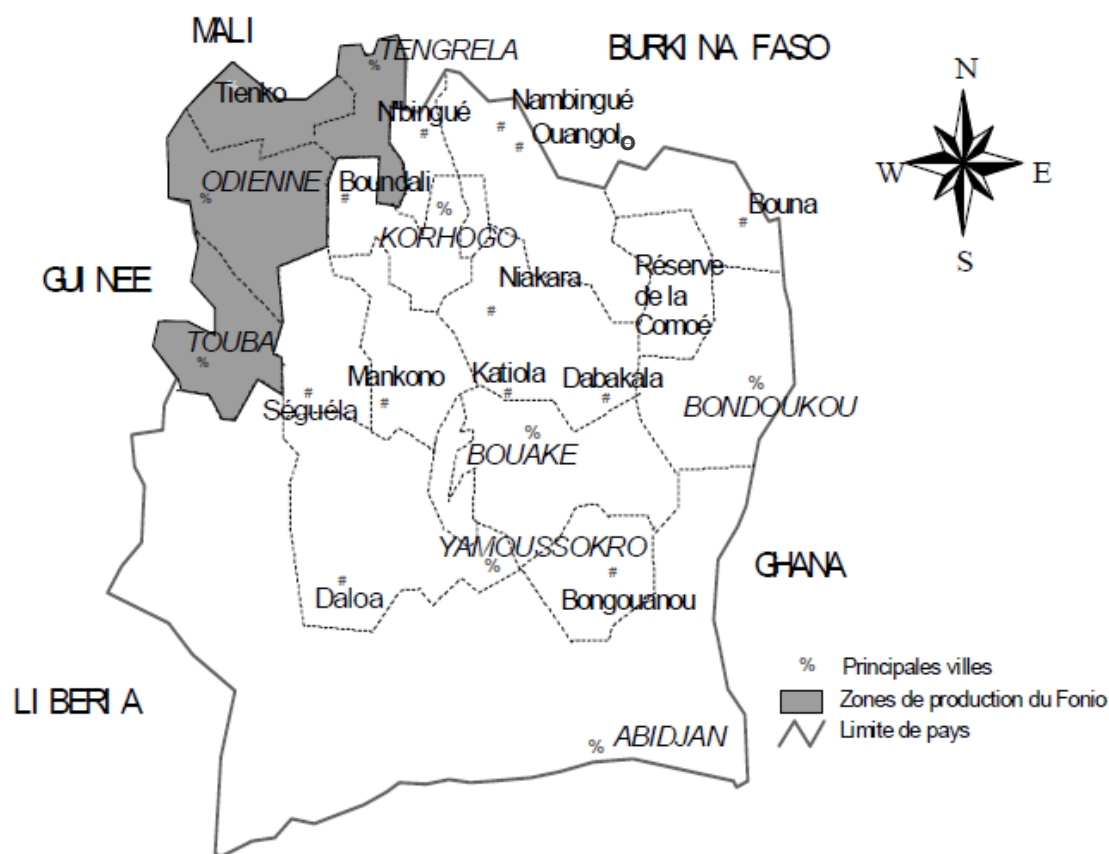 MALI
TENGRELA
BURKINA FASO
%
Tienko
N'bingué
#
Nambingué
#
Ouangolo
#
N
W
E
S
ODIENNE
%
Boundali
#
%
KORHOGO
Bouna
#
GUINEE
Niakara
#
Réserve
de la
Comoé
TOUBA
%
Séguéla
#
Mankono
#
Katiola
#
Dabakala
#
%
BONDOUKOU
%
BOUAKE
YAMOUSSOKRO
%
GHANA
#
Daloa
#
Bongouanou
LIBERIA
% Principales villes
Zones de production du Fonio
Limite de pays
ABIDJAN
%